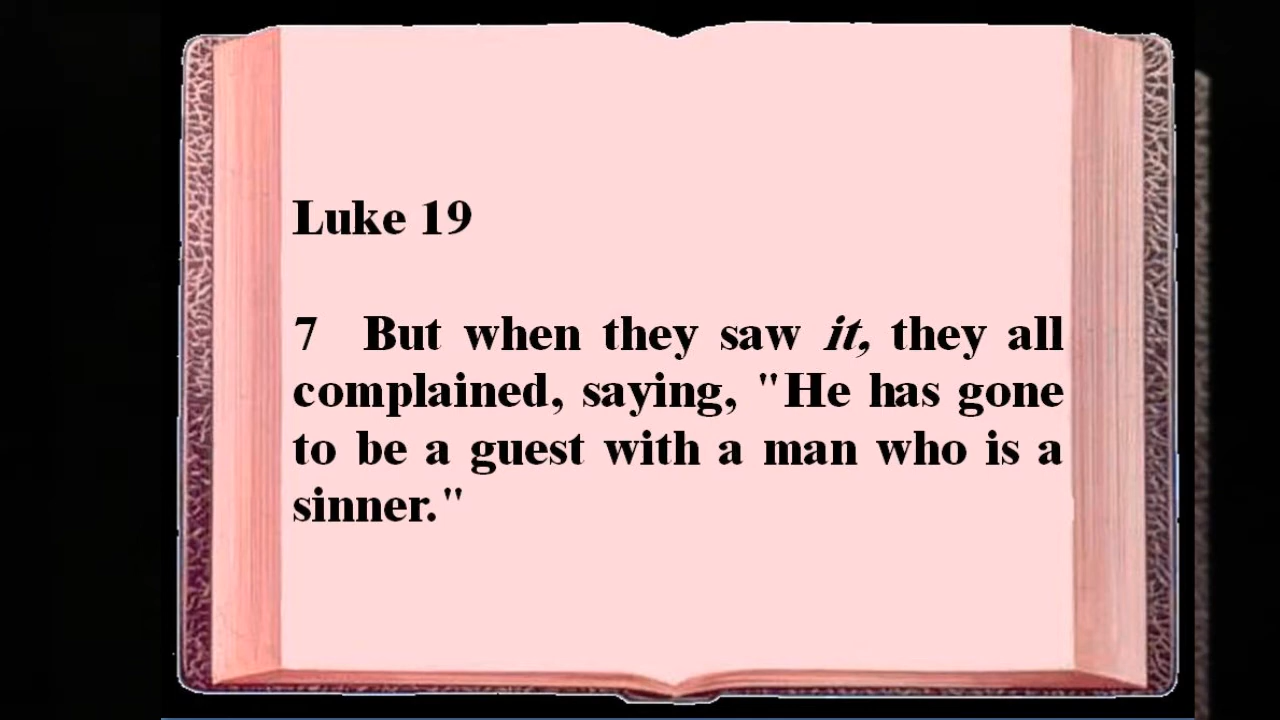 Luke 19
7 But when they saw it, they all
complained, saying, "He has gone
to be a guest with a man who is a
sinner."